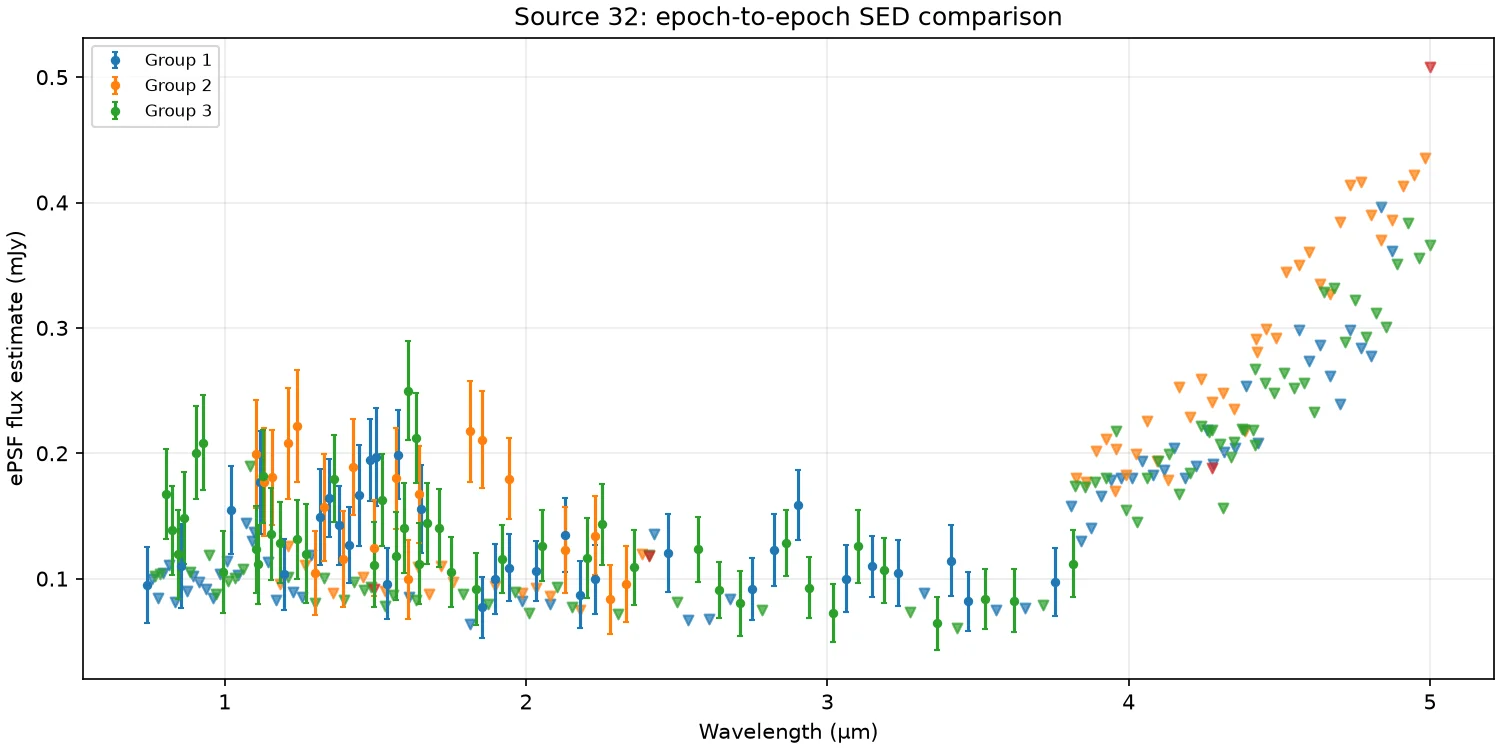 Source 32: epoch-to-epoch SED comparison
Group 1
Group 2
Group 3
ePSF flux estimate (mJy)
0.5
0.4
0.3
0.2
0.1
1 2 3 4 5
Wavelength (μm)